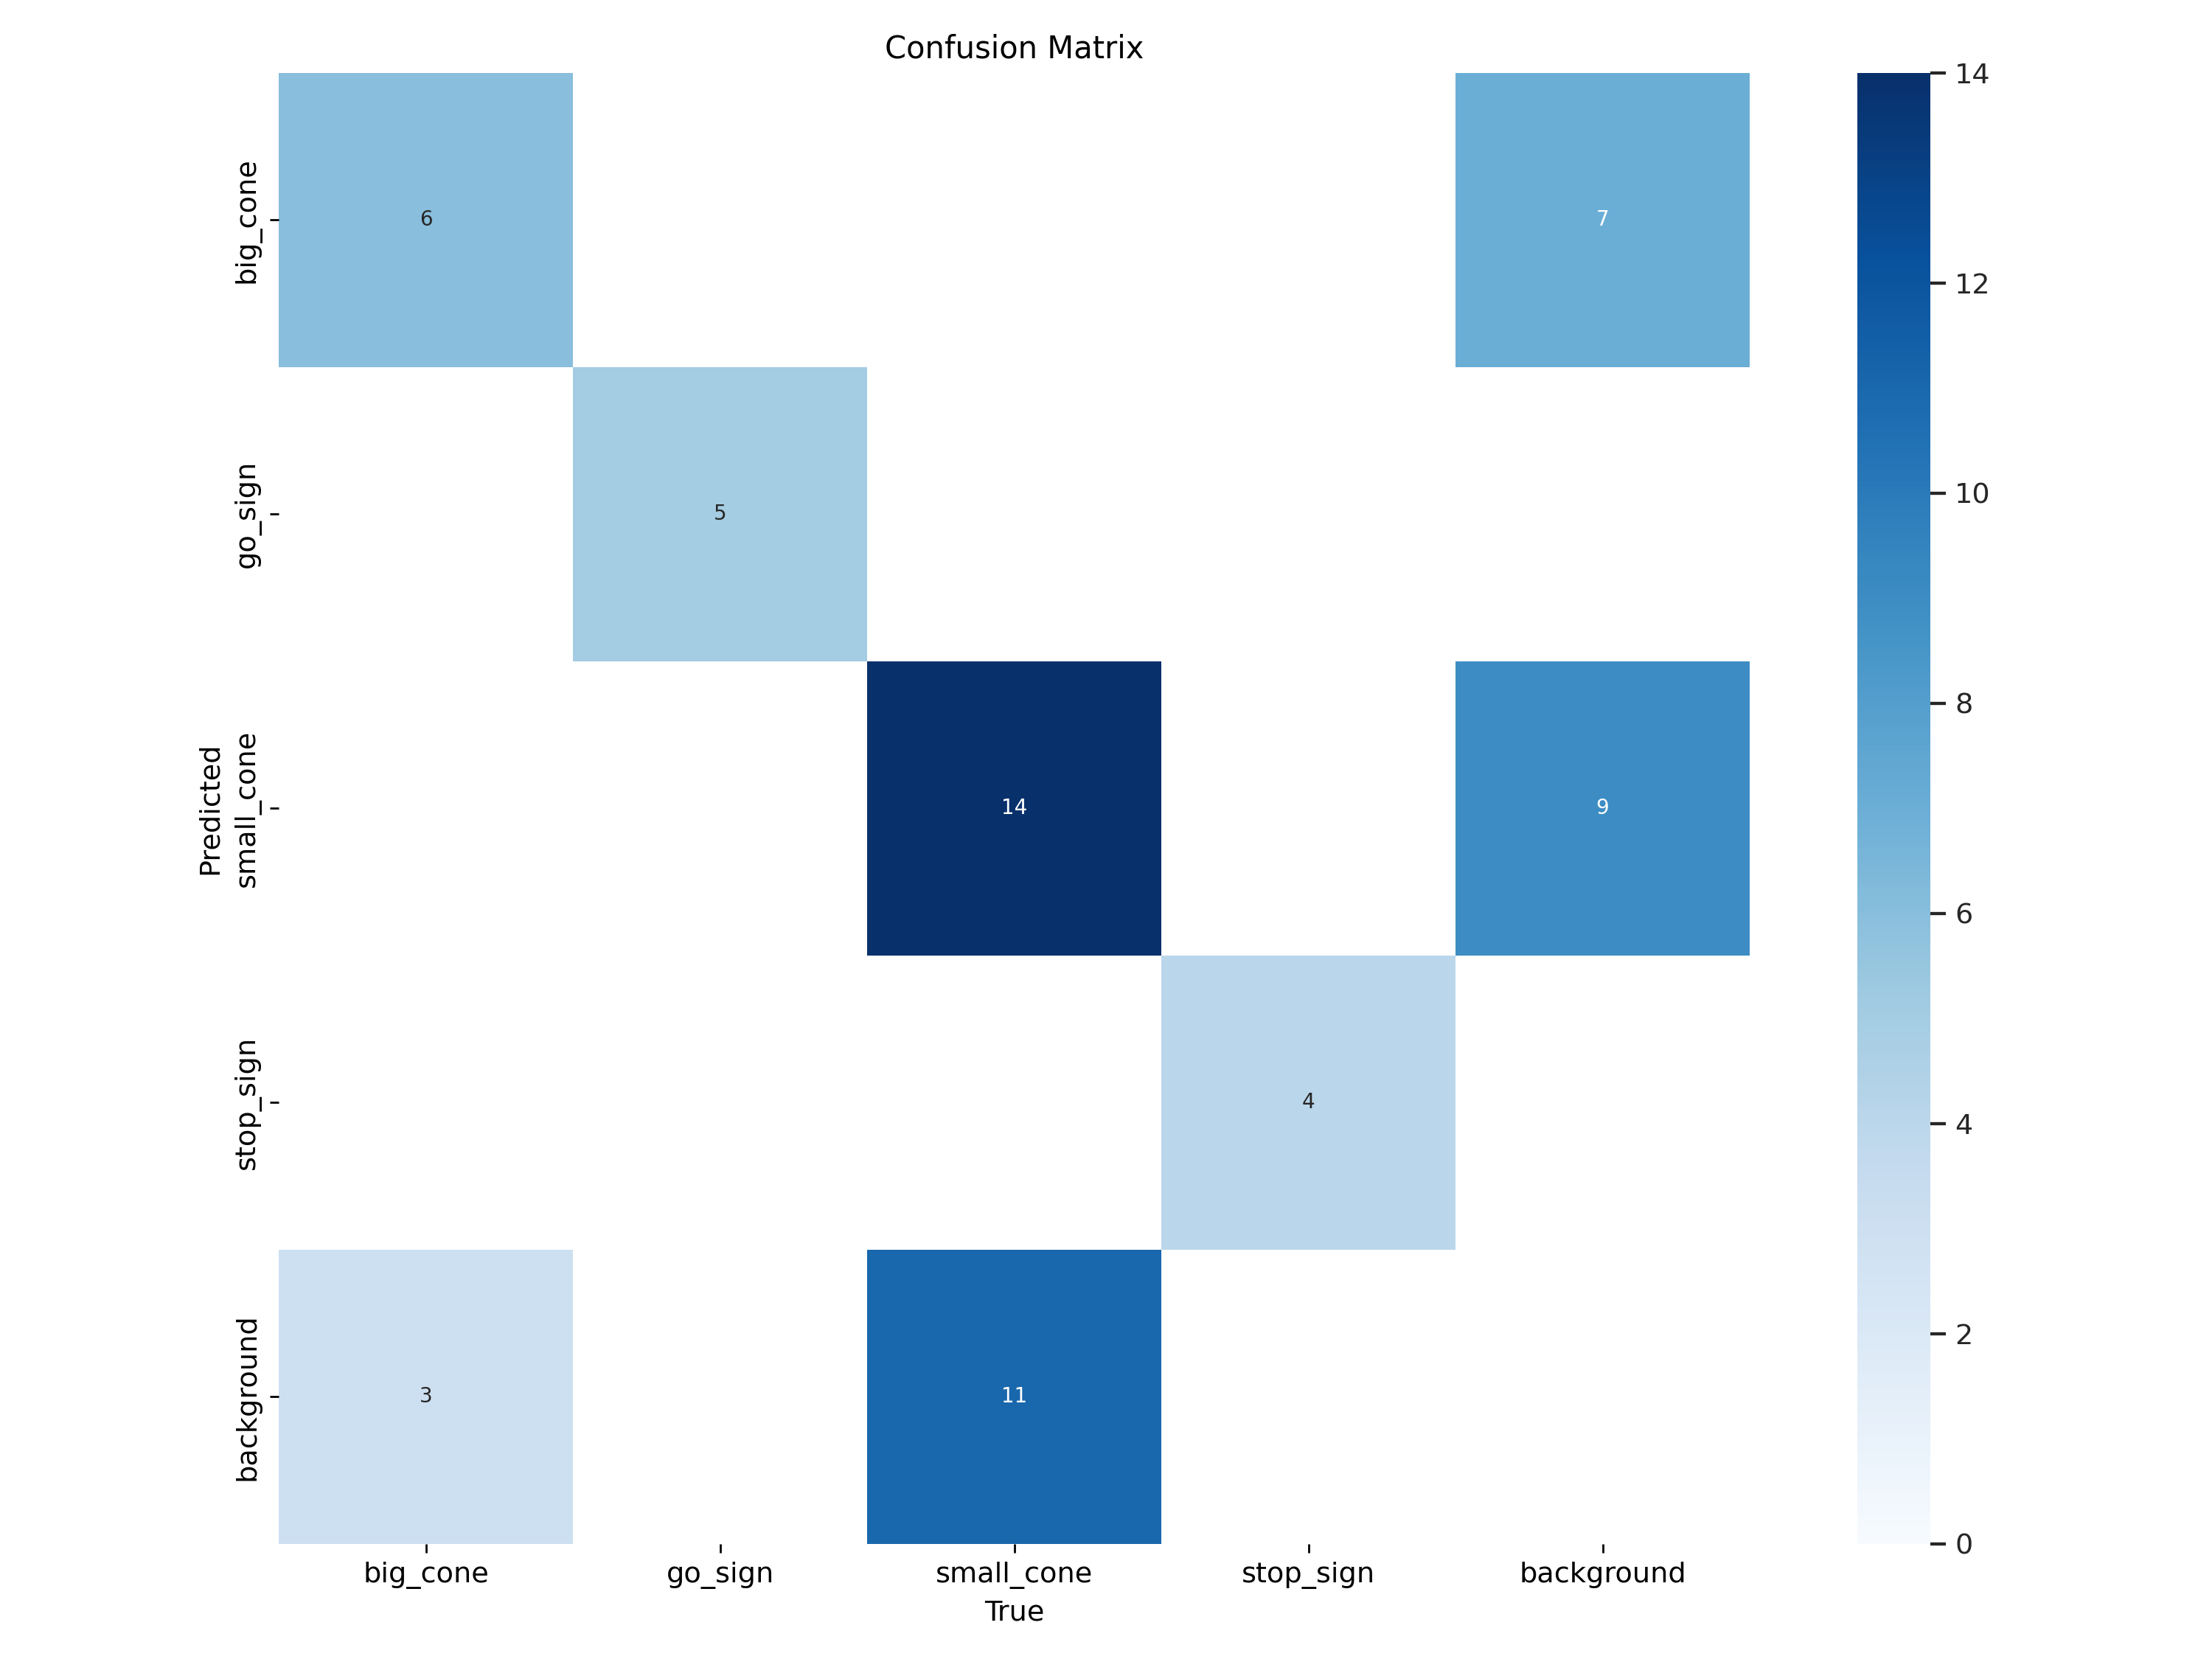 Confusion Matrix
14
12
10
8
6
4
2
0
Predicted
big_cone
6
7
go_sign
5
small_cone
14
9
stop_sign
4
background
3
11
big_cone go_sign small_cone stop_sign background
True